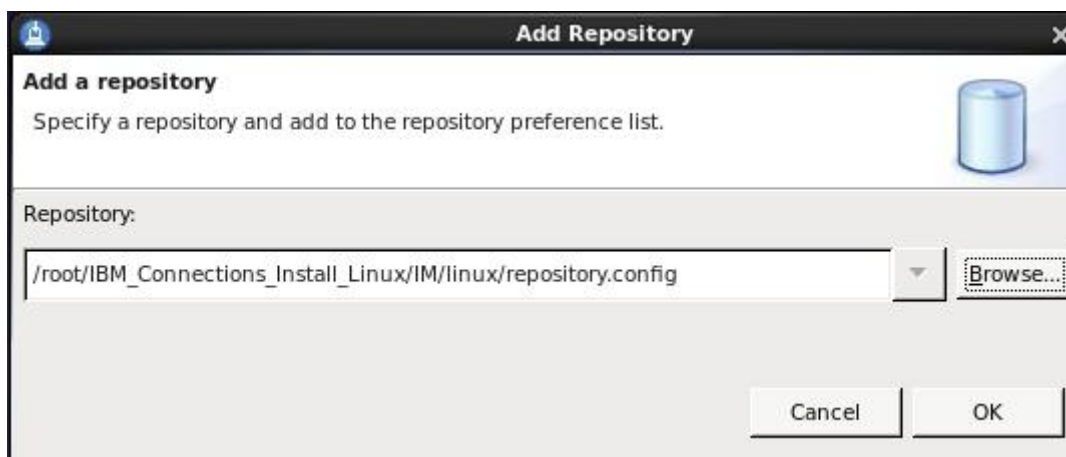 Add Repository
Add a repository
Specify a repository and add to the repository preference list.
Repository:
/root/IBM_Connections_Install_Linux/IM/linux/repository.config
Browse...
Cancel
OK